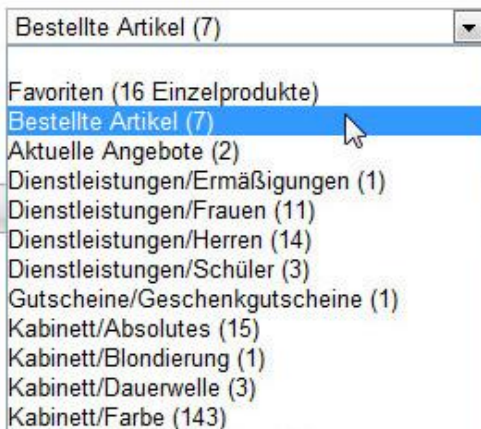 Bestellte Artikel (7)
Favoriten (16 Einzelprodukte)
Bestellte Artikel (7)
Aktuelle Angebote (2)
Dienstleistungen/Ermäßigungen (1)
Dienstleistungen/Frauen (11)
Dienstleistungen/Herren (14)
Dienstleistungen/Schüler (3)
Gutscheine/Geschenkgutscheine (1)
Kabinett/Absolutes (15)
Kabinett/Blondierung (1)
Kabinett/Dauerwelle (3)
Kabinett/Farbe (143)